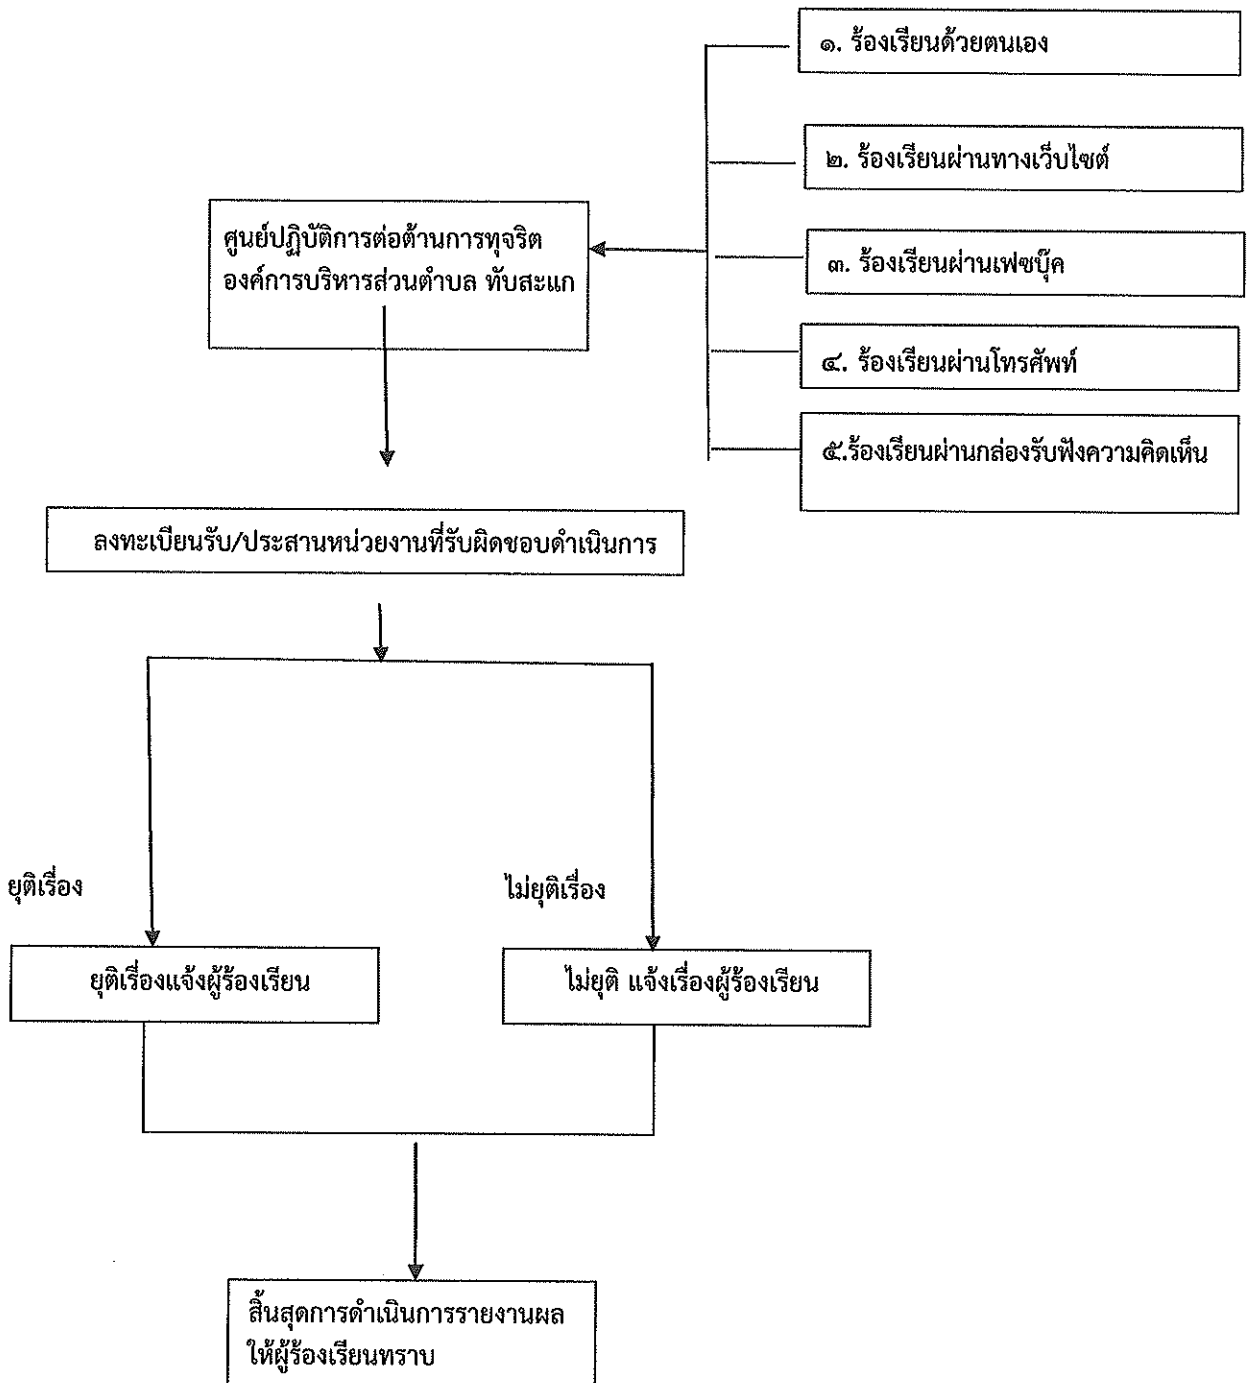 ๑. ร้องเรียนด้วยตนเอง
๒. ร้องเรียนผ่านทางเว็บไซต์
ศูนย์ปฏิบัติการต่อต้านการทุจริต
องค์การบริหารส่วนตำบล ทับสะแก
๓. ร้องเรียนผ่านเฟซบุ๊ค
๔. ร้องเรียนผ่านโทรศัพท์
๕.ร้องเรียนผ่านกล่องรับฟังความคิดเห็น
ลงทะเบียนรับ/ประสานหน่วยงานที่รับผิดชอบดำเนินการ
ยุติเรื่อง
ไม่ยุติเรื่อง
ยุติเรื่องแจ้งผู้ร้องเรียน
ไม่ยุติ แจ้งเรื่องผู้ร้องเรียน
สิ้นสุดการดำเนินการรายงานผล
ให้ผู้ร้องเรียนทราบ